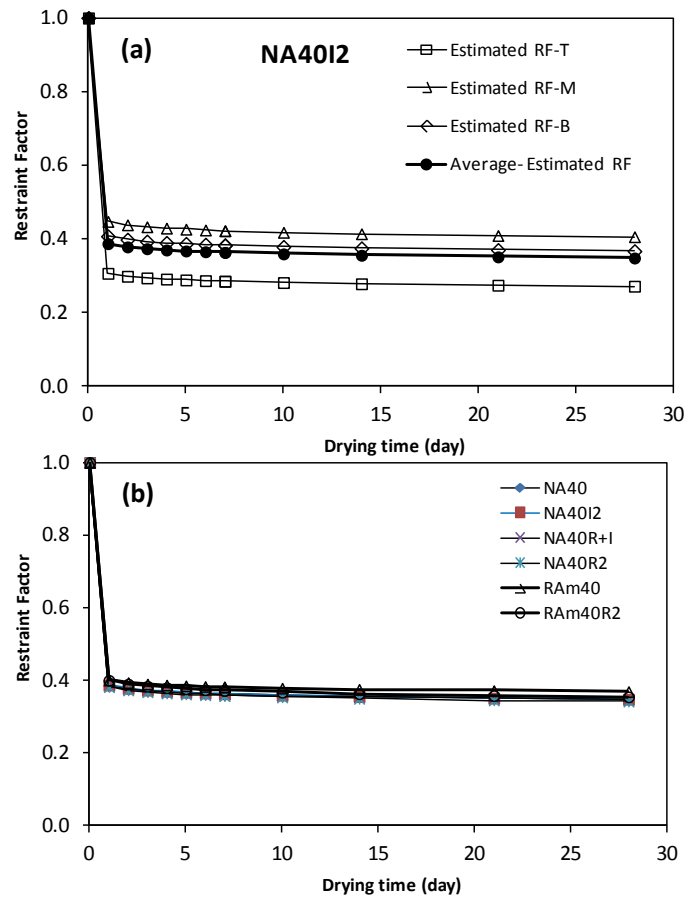 (a)
NA40I2
Estimated RF-T
Estimated RF-M
Estimated RF-B
Average-Estimated RF
Restraint Factor
1.0
0.8
0.6
0.4
0.2
0.0
0 5 10 15 20 25 30
Drying time (day)
(b)
NA40
NA40I2
NA40R+I
NA40R2
RAm40
RAm40R2
Restraint Factor
1.0
0.8
0.6
0.4
0.2
0.0
0 5 10 15 20 25 30
Drying time (day)